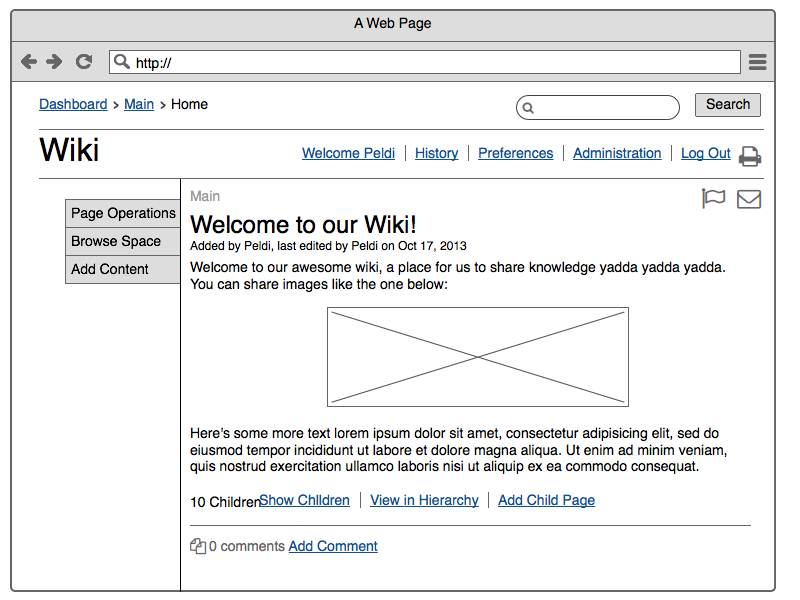 A Web Page
http://
Dashboard > Main > Home
Search
Wiki
Welcome Peldi | History | Preferences | Administration | Log Out
Page Operations
Browse Space
Add Content
Main
Welcome to our Wiki!
Added by Peldi, last edited by Peldi on Oct 17, 2013
Welcome to our awesome wiki, a place for us to share knowledge yadda yadda yadda.
You can share images like the one below:
Here's some more text lorem ipsum dolor sit amet, consectetur adipisicing elit, sed do
eiusmod tempor incididunt ut labore et dolore magna aliqua. Ut enim ad minim veniam,
quis nostrud exercitation ullamco laboris nisi ut aliquip ex ea commodo consequat.
10 Children Show Chlldren | View in Hierarchy | Add Child Page
0 comments Add Comment